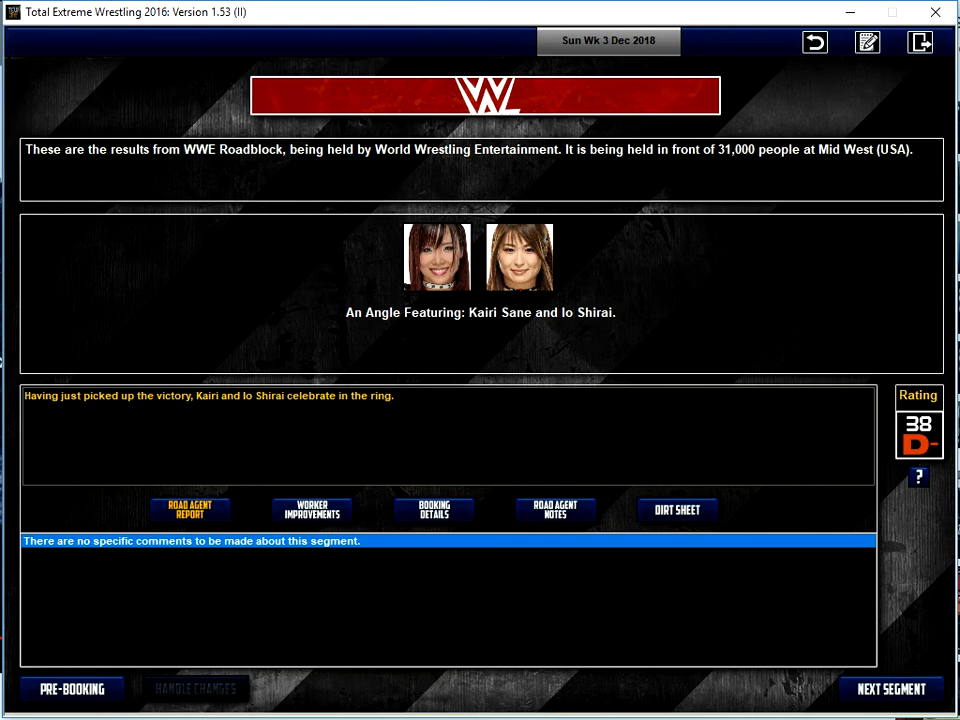 Total Extreme Wrestling 2016: Version 1.53 (II)
Sun Wk 3 Dec 2018
These are the results from WWE Roadblock, being held by World Wrestling Entertainment. It is being held in front of 31,000 people at Mid West (USA).
An Angle Featuring: Kairi Sane and Io Shirai.
Having just picked up the victory, Kairi and Io Shirai celebrate in the ring.
Rating
38
D-
?
ROAD AGENT REPORT
WORKER IMPROVEMENTS
BOOKING DETAILS
ROAD AGENT NOTES
DIRT SHEET
There are no specific comments to be made about this segment.
PRE-BOOKING
HANDLE CHANGES
NEXT SEGMENT